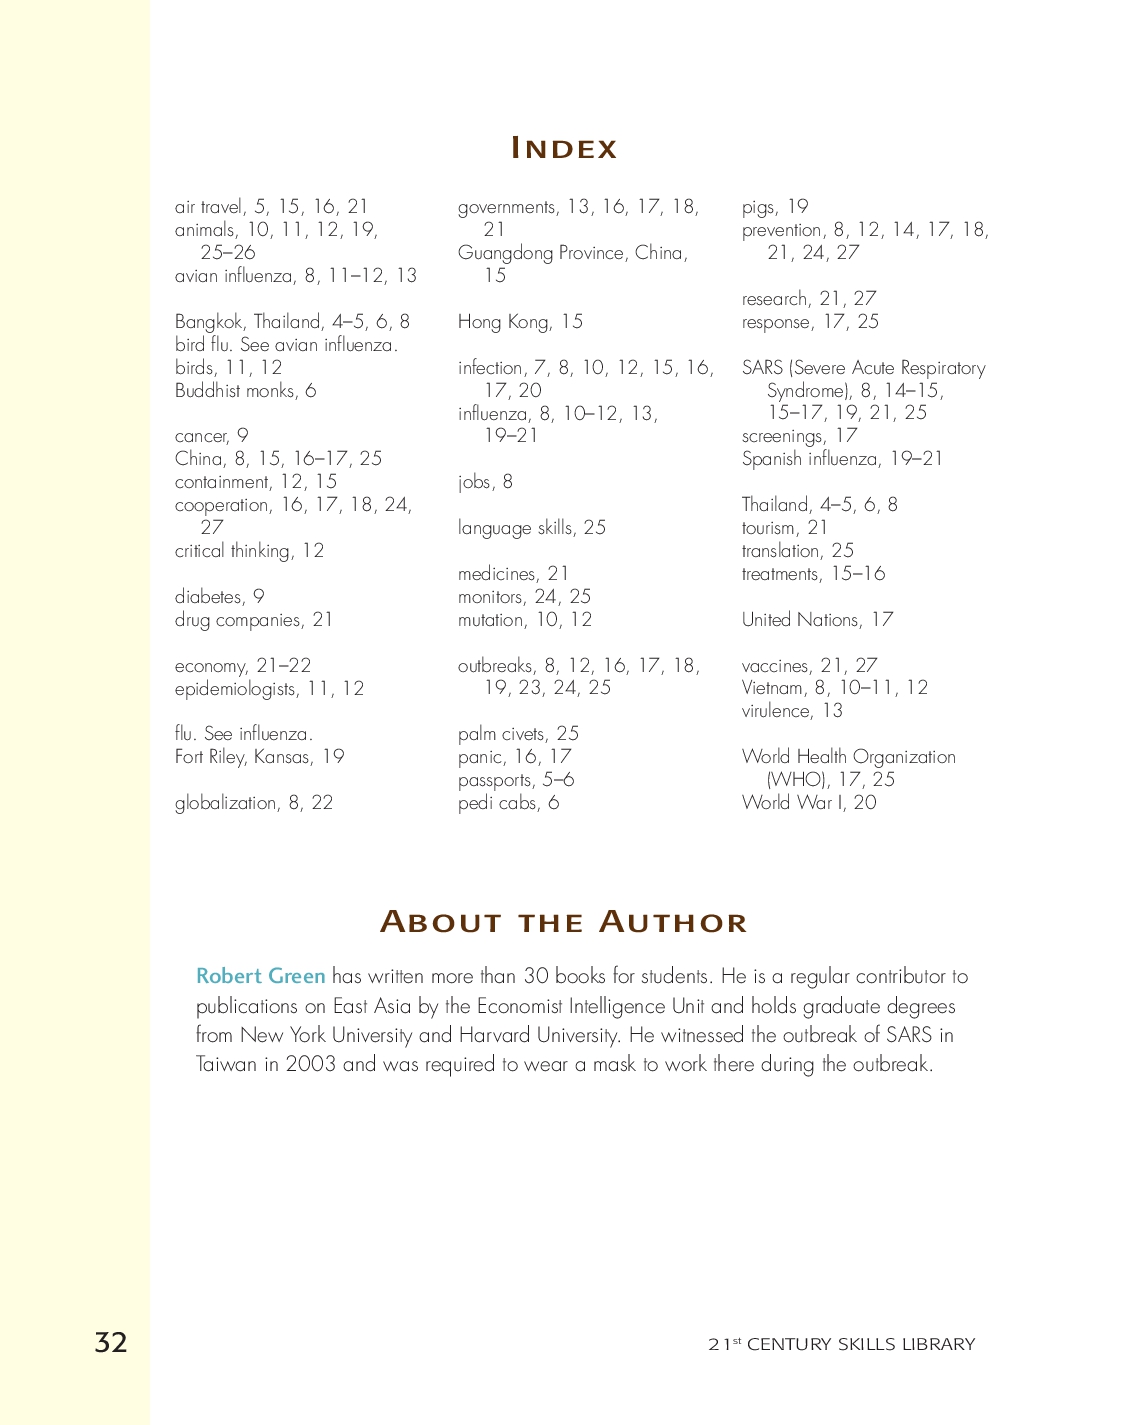 INDEX
air travel, 5, 15, 16, 21
animals, 10, 11, 12, 19,
25–26
avian influenza, 8, 11–12, 13
Bangkok, Thailand, 4–5, 6, 8
bird flu. See avian influenza.
birds, 11, 12
Buddhist monks, 6
cancer, 9
China, 8, 15, 16–17, 25
containment, 12, 15
cooperation, 16, 17, 18, 24,
27
critical thinking, 12
diabetes, 9
drug companies, 21
economy, 21–22
epidemiologists, 11, 12
flu. See influenza.
Fort Riley, Kansas, 19
globalization, 8, 22
governments, 13, 16, 17, 18,
21
Guangdong Province, China,
15
Hong Kong, 15
infection, 7, 8, 10, 12, 15, 16,
17, 20
influenza, 8, 10–12, 13,
19–21
jobs, 8
language skills, 25
medicines, 21
monitors, 24, 25
mutation, 10, 12
outbreaks, 8, 12, 16, 17, 18,
19, 23, 24, 25
palm civets, 25
panic, 16, 17
passports, 5–6
pedi cabs, 6
pigs, 19
prevention, 8, 12, 14, 17, 18,
21, 24, 27
research, 21, 27
response, 17, 25
SARS (Severe Acute Respiratory
Syndrome), 8, 14–15,
15–17, 19, 21, 25
screenings, 17
Spanish influenza, 19–21
Thailand, 4–5, 6, 8
tourism, 21
translation, 25
treatments, 15–16
United Nations, 17
vaccines, 21, 27
Vietnam, 8, 10–11, 12
virulence, 13
World Health Organization
(WHO), 17, 25
World War I, 20
ABOUT THE AUTHOR
Robert Green has written more than 30 books for students. He is a regular contributor to
publications on East Asia by the Economist Intelligence Unit and holds graduate degrees
from New York University and Harvard University. He witnessed the outbreak of SARS in
Taiwan in 2003 and was required to wear a mask to work there during the outbreak.
32
21st CENTURY SKILLS LIBRARY